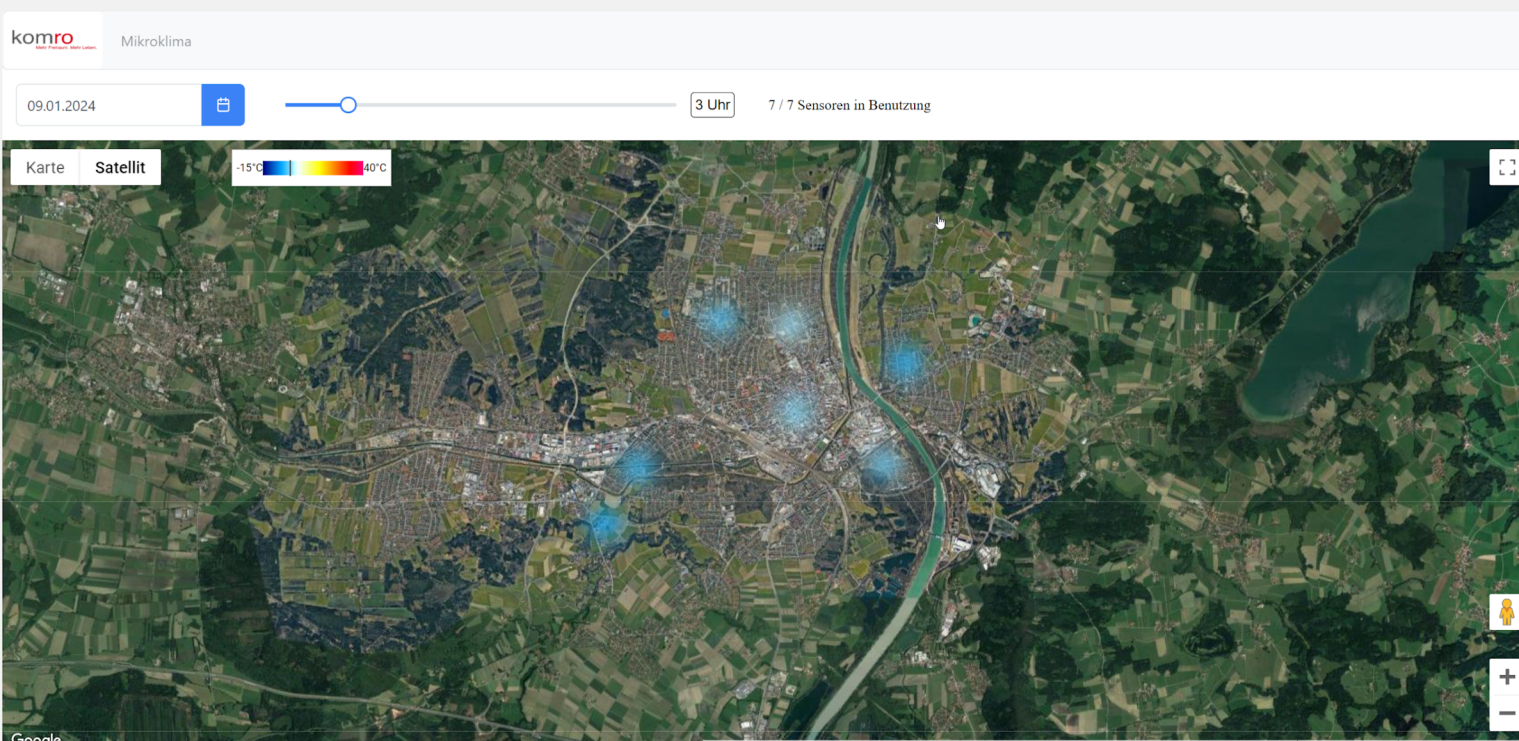 komro
Mehr Freiraum. Mehr Leben.
Mikroklima
09.01.2024
3 Uhr
7 / 7 Sensoren in Benutzung
Karte
Satellit
-15°C
40°C
Google